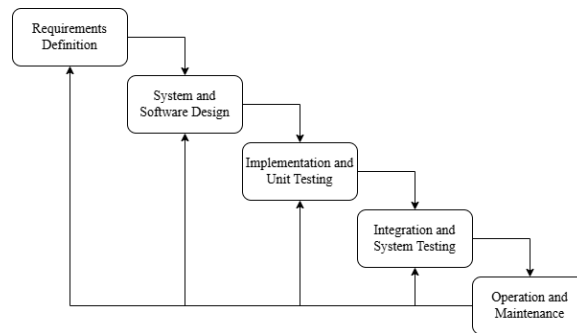 Requirements
Definition
System and
Software Design
Implementation and
Unit Testing
Integration and
System Testing
Operation and
Maintenance